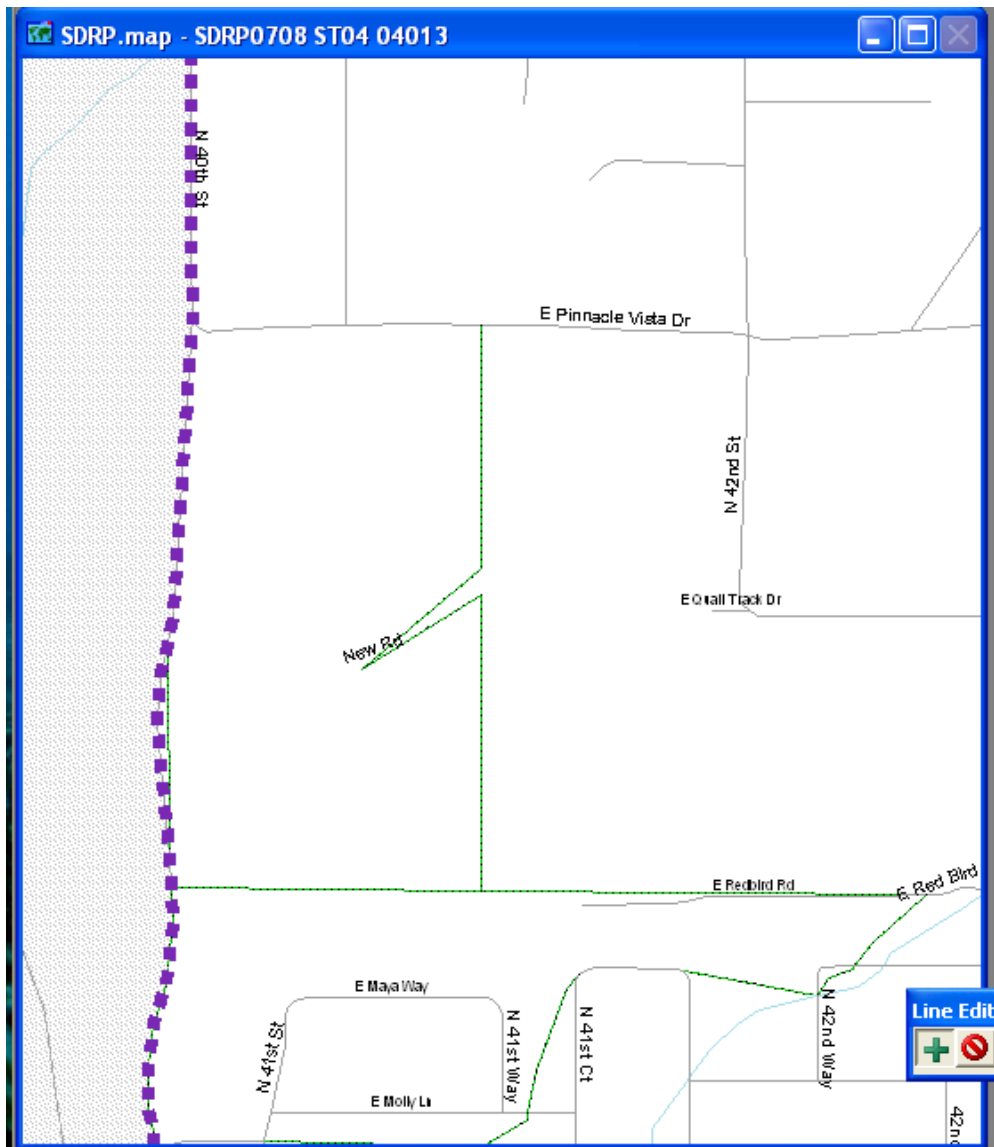 SDRP.map - SDRP0708 ST04 04013
N 40th St
E Pinnacle Vista Dr
N 42nd St
E Quail Track Dr
New Rd
E Redbird Rd
E Red Bird
E Maya Way
N 41st St
N 41st Way
N 41st Ct
N 42nd Way
Line Edit
E Molly Ln
42nd